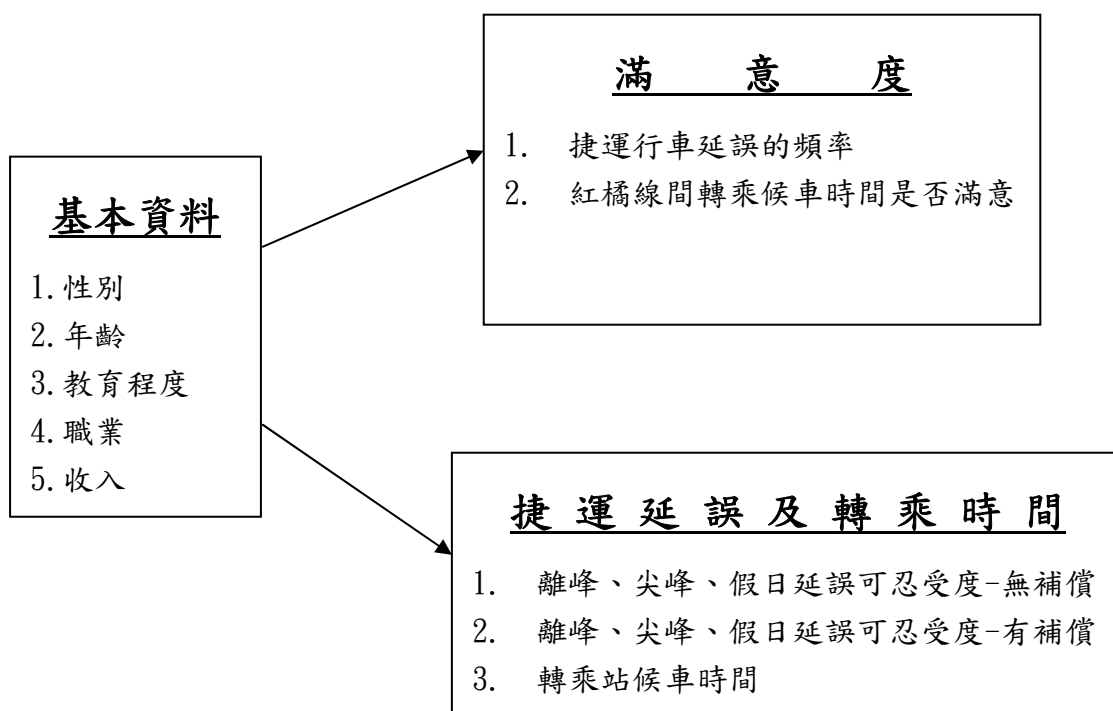 滿意度
1. 捷運行車延誤的頻率
2. 紅橘線間轉乘候車時間是否滿意
基本資料
1.性別
2.年齡
3.教育程度
4.職業
5.收入
捷運延誤及轉乘時間
1. 離峰、尖峰、假日延誤可忍受度-無補償
2. 離峰、尖峰、假日延誤可忍受度-有補償
3. 轉乘站候車時間